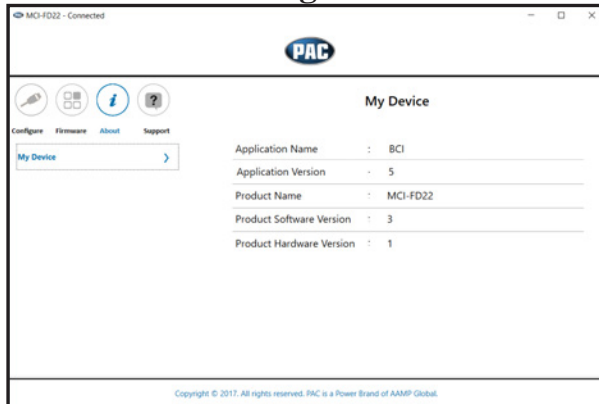 MCI-FD22 - Connected
PAC
Configure Firmware About Support
My Device
My Device
Application Name : BCI
Application Version - 5
Product Name : MCI-FD22
Product Software Version : 3
Product Hardware Version : 1
Copyright © 2017. All rights reserved. PAC is a Power Brand of AAMP Global.